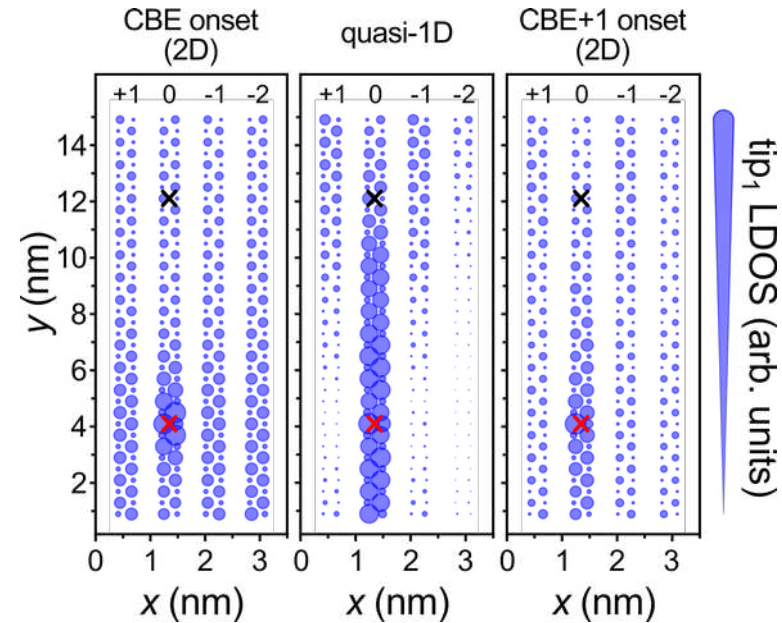 CBE onset
(2D)
quasi-1D
CBE+1 onset
(2D)
+1 0 -1 -2
+1 0 -1 -2
+1 0 -1 -2
14
12
10
8
6
4
2
y (nm)
0 1 2 3
0 1 2 3
0 1 2 3
x (nm)
x (nm)
x (nm)
tip1 LDOS (arb. units)